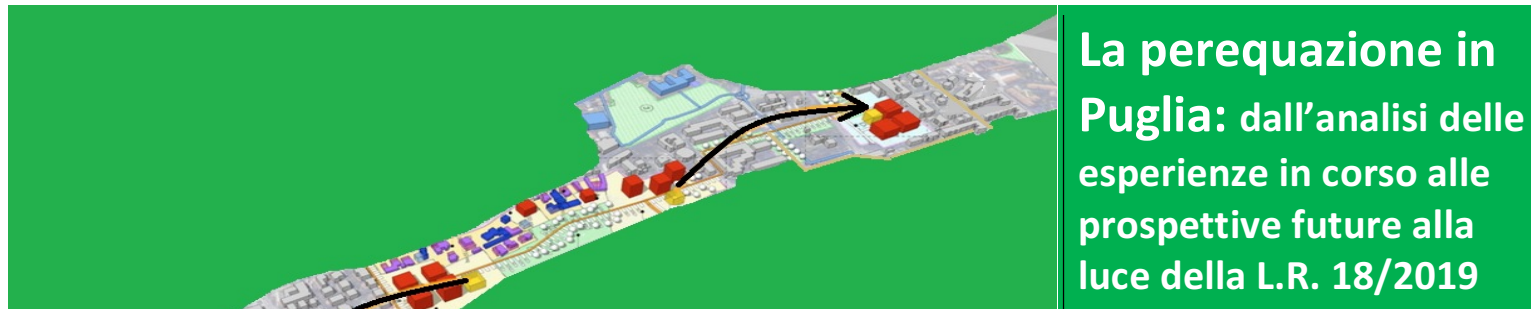 La perequazione in
Puglia: dall’analisi delle
esperienze in corso alle
prospettive future alla
luce della L.R. 18/2019